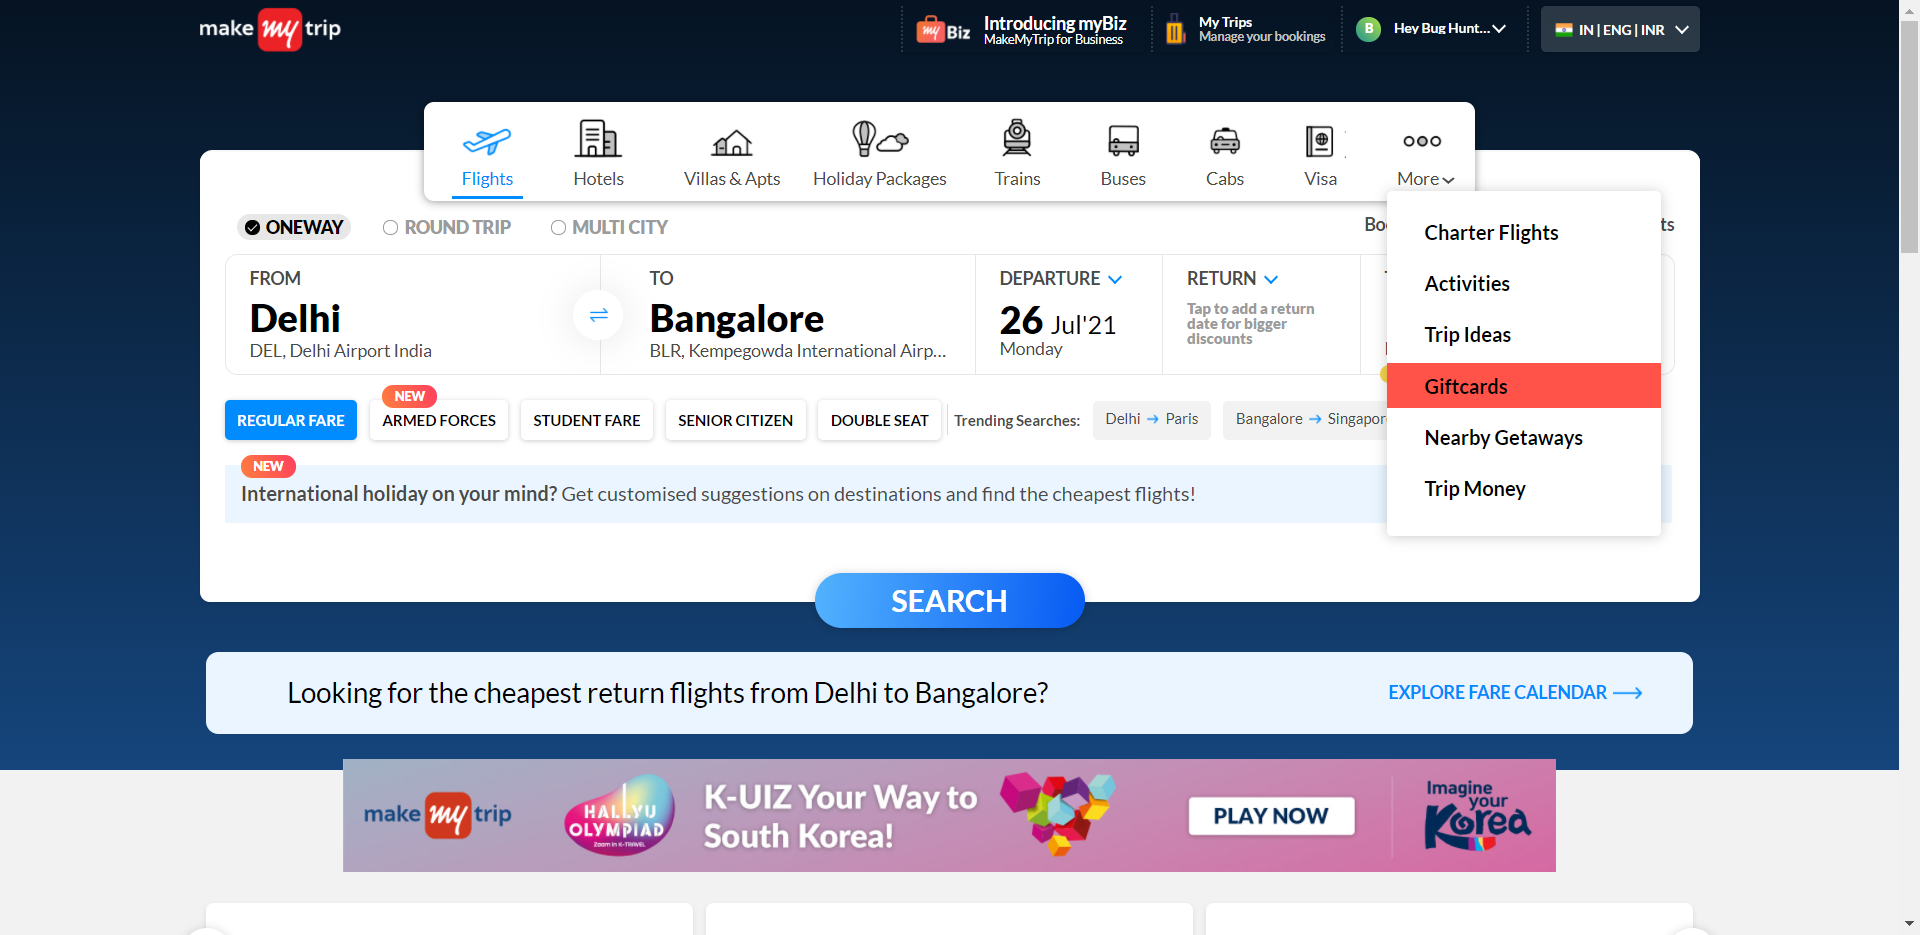 make my trip
my Biz
Introducing myBiz
MakeMyTrip for Business
My Trips
Manage your bookings
B
Hey Bug Hunt...
IN | ENG | INR
Flights
Hotels
Villas & Apts
Holiday Packages
Trains
Buses
Cabs
Visa
More
ONEWAY
ROUND TRIP
MULTI CITY
Boo
ts
Charter Flights
Activities
Trip Ideas
Giftcards
Nearby Getaways
Trip Money
FROM
Delhi
DEL, Delhi Airport India
TO
Bangalore
BLR, Kempegowda International Airp...
DEPARTURE
26 Jul'21
Monday
RETURN
Tap to add a return
date for bigger
discounts
REGULAR FARE
NEW
ARMED FORCES
STUDENT FARE
SENIOR CITIZEN
DOUBLE SEAT
Trending Searches:
Delhi → Paris
Bangalore → Singapor
NEW
International holiday on your mind? Get customised suggestions on destinations and find the cheapest flights!
SEARCH
Looking for the cheapest return flights from Delhi to Bangalore?
EXPLORE FARE CALENDAR
make my trip
HALLYU
OLYMPIAD
Zoom in K-TRAVEL
K-UIZ Your Way to
South Korea!
PLAY NOW
Imagine
your
Korea